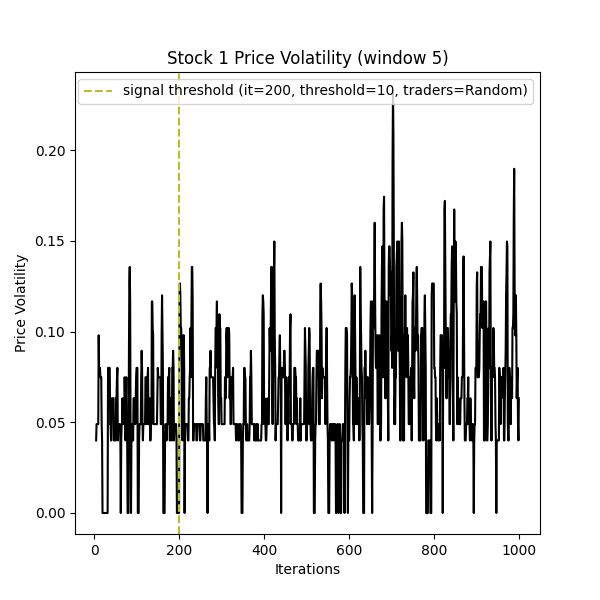 Stock 1 Price Volatility (window 5)
signal threshold (it=200, threshold=10, traders=Random)
Price Volatility
0.20
0.15
0.10
0.05
0.00
0 200 400 600 800 1000
Iterations